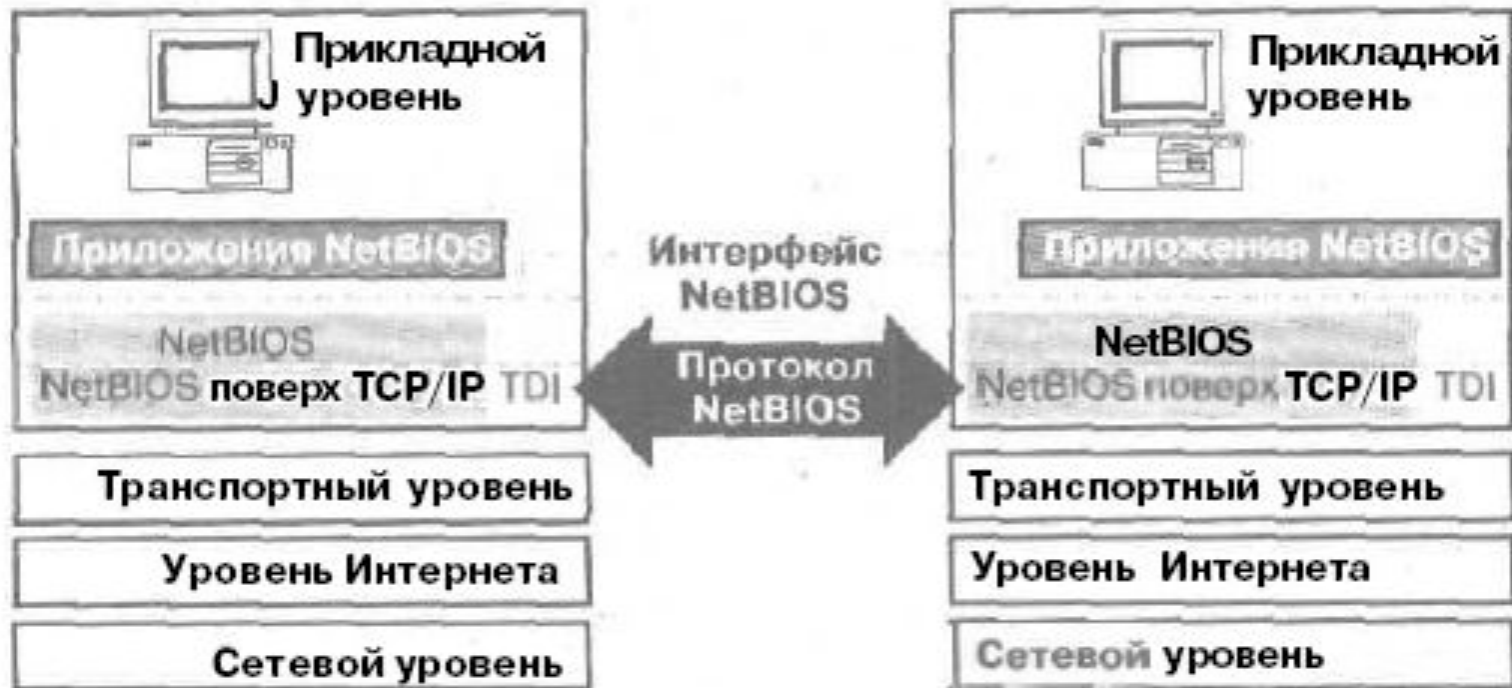 Прикладной
J уровень
Приложения NetBIOS
NetBIOS
NetBIOS поверх TCP/IP TDI
Транспортный уровень
Уровень Интернета
Сетевой уровень
Интерфейс
NetBIOS
Протокол
NetBIOS
Прикладной
уровень
Приложения NetBIOS
NetBIOS
NetBIOS поверх TCP/IP TDI
Транспортный уровень
Уровень Интернета
Сетевой уровень